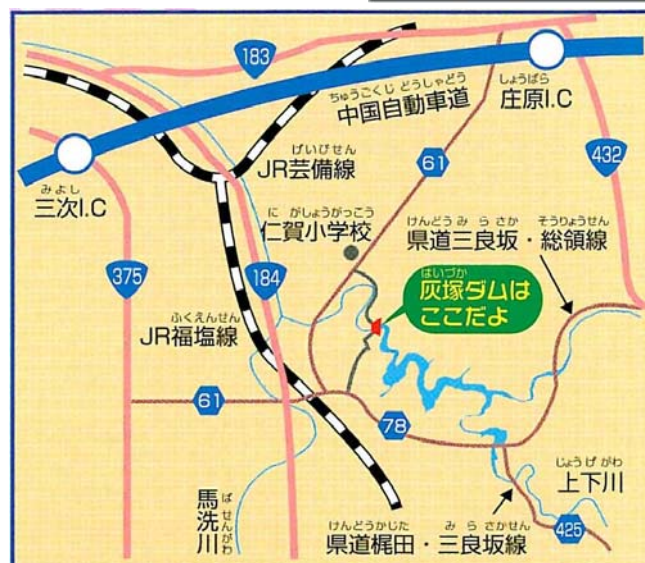 183
ちゅうごくじどうしゃどう
中国自動車道
しょうばら
庄原I.C
げいびせん
JR芸備線
61
432
みよし
三次I.C
にがしょうがっこう
仁賀小学校
けんどうみらさか・そうりょうせん
県道三良坂・総領線
375
184
はいづか
灰塚ダムは
ここだよ
ふくえんせん
JR福塩線
61
78
じょうげがわ
上下川
ばせんがわ
馬洗川
けんどうかじた・みらさかせん
県道梶田・三良坂線
425